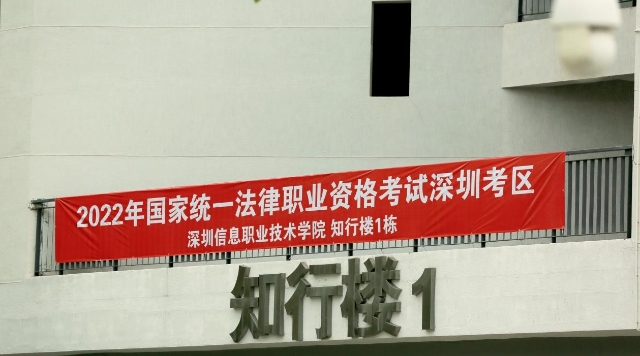 2022年国家统一法律职业资格考试深圳考区
深圳信息职业技术学院 知行楼1栋
知行楼1